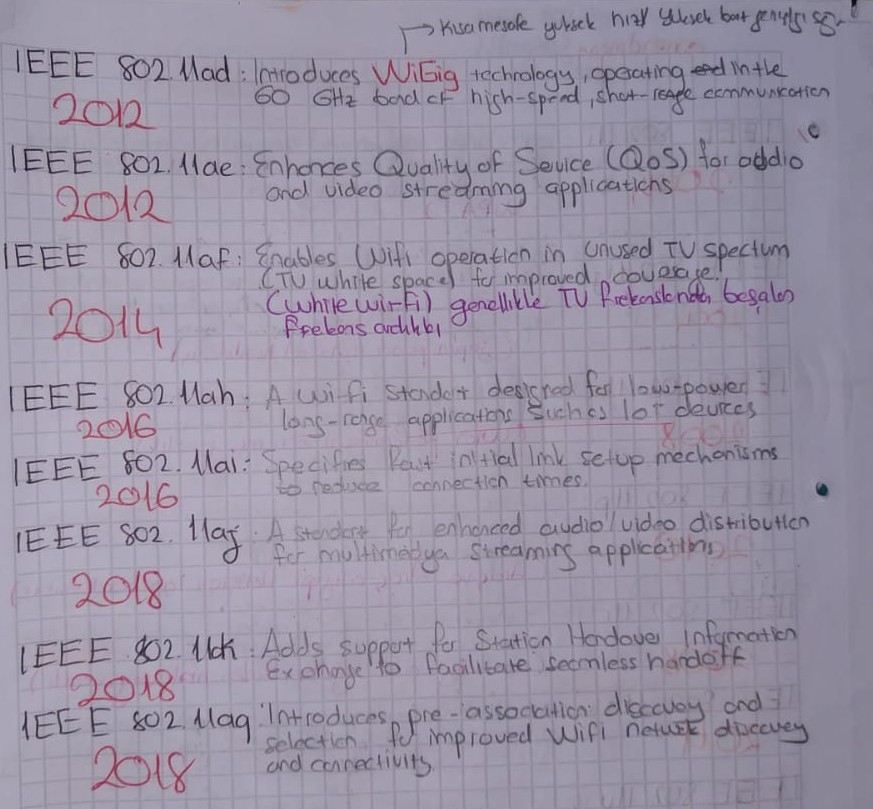 → Kısa mesafe yüksek hızlı yüksek bant genişliği
IEEE 802.11ad : Introduces WiGig technology, operating in the
2012 60 GHz band of high-speed, short-range communication
IEEE 802.11ae : Enhances Quality of Service (QoS) for addio
2012 and video streaming applications
IEEE 802.11af : Enables Wifi operation in Unused TV spectum
(TV white space) for improved coverage.
(white wi-fi) genellikle TV frekanslarından boşalan
2014 frekans
IEEE 802.11ah : A wi fi standart designed for low-power
2016 long-range applications such as IoT devices
IEEE 802.11ai : Specifies Fast initial link setup mechanisms
2016 to reduce connection times.
IEEE 802.11aj . A standart for enhanced audio/video distribution
for multimedya streaming applications
2018
IEEE 802.11ak : Adds support for Station Handover Information
Exchange to facilitate seamless handoff
2018
IEEE 802.11aq : Introduces pre-association discovey and
selection for improved Wifi network discovey
2018 and connectivity.